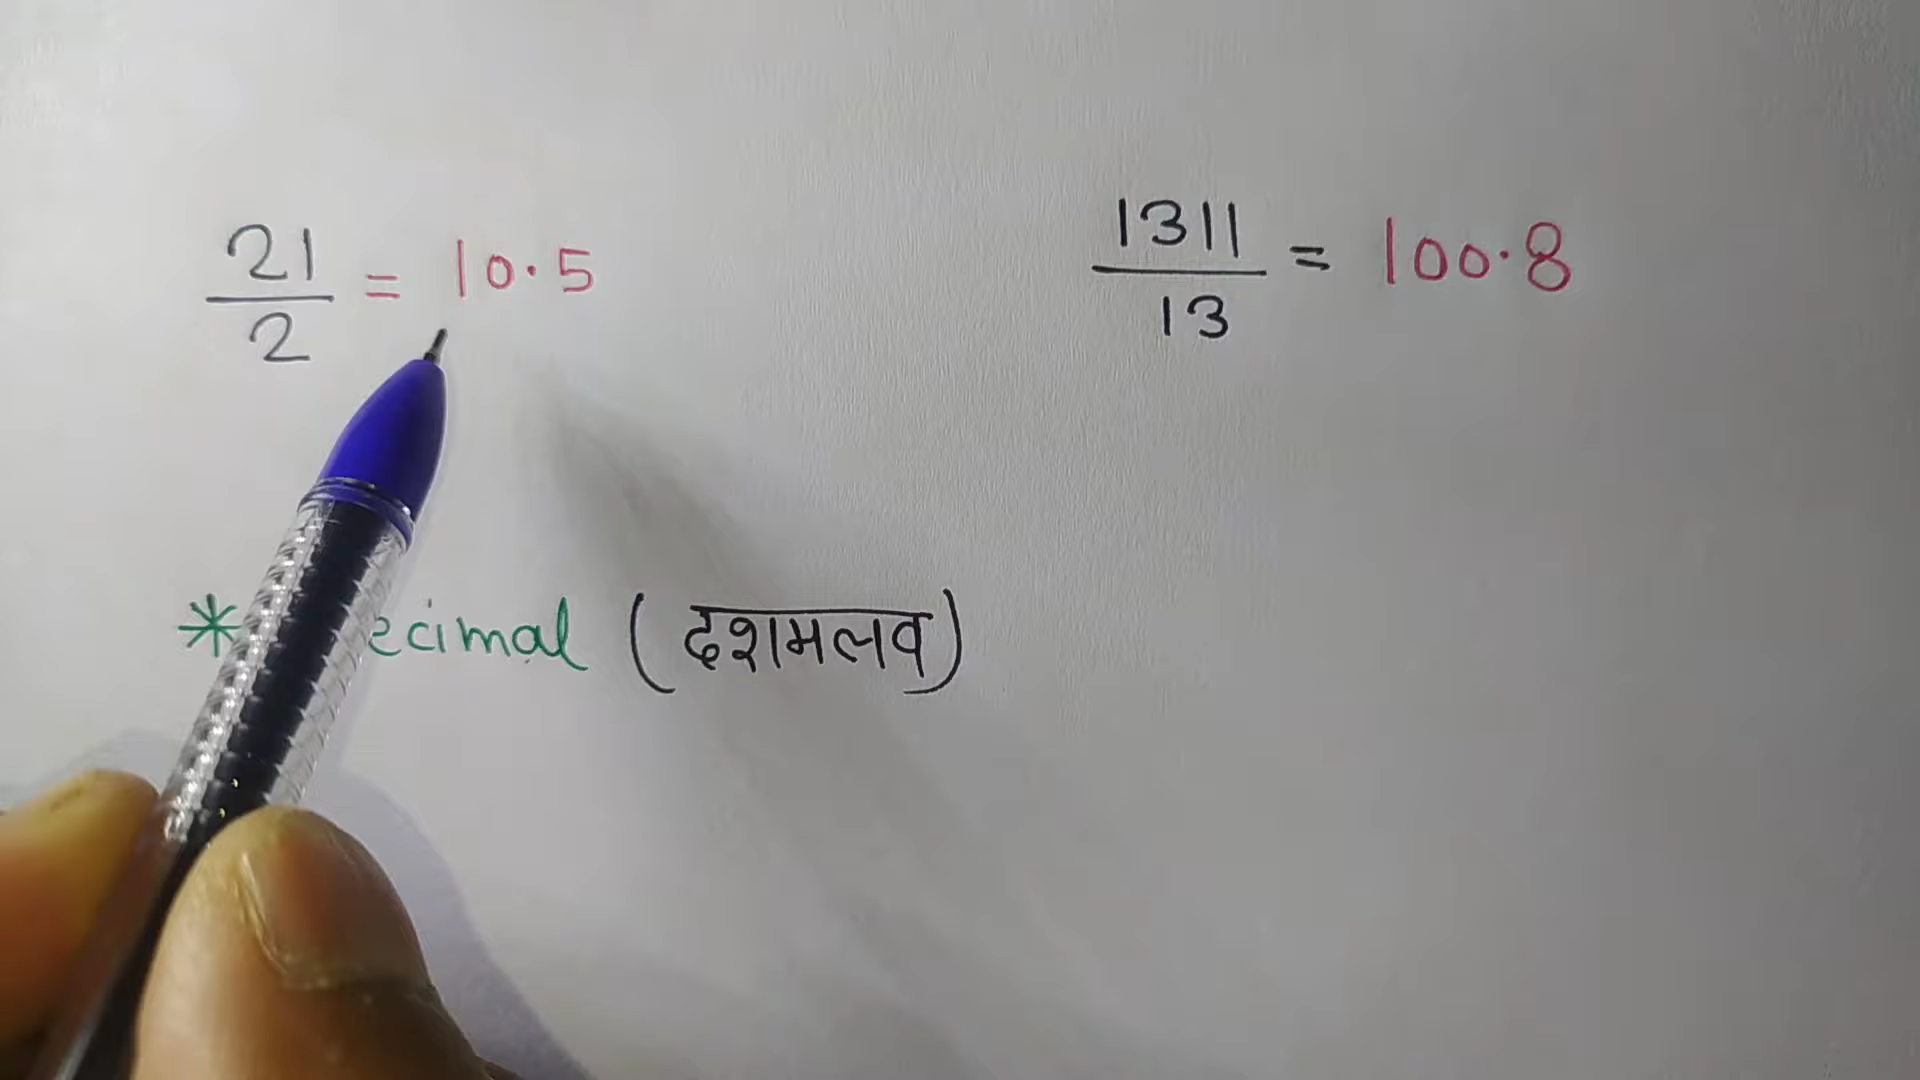 21/2 = 10.5
1311/13 = 100.8
* ecimal (दशमलव)